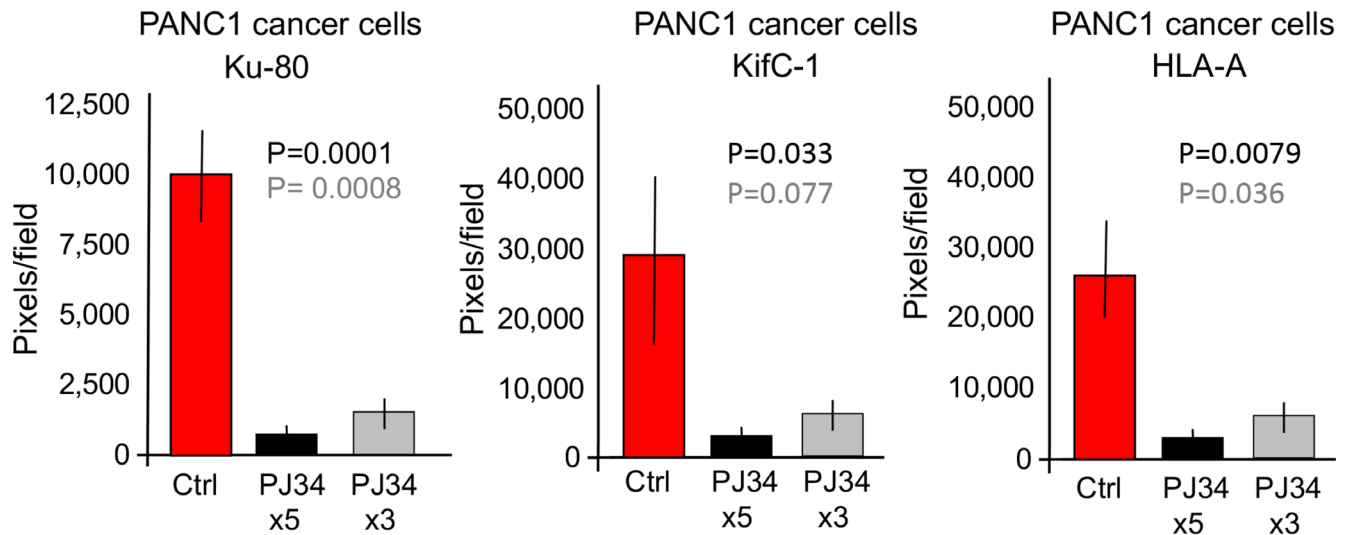 PANC1 cancer cells
Ku-80
12,500
10,000
7,500
5,000
2,500
0
Pixels/field
P=0.0001
P= 0.0008
Ctrl
PJ34
x5
PJ34
x3
PANC1 cancer cells
KifC-1
50,000
40,000
30,000
20,000
10,000
0
Pixels/field
P=0.033
P=0.077
Ctrl
PJ34
x5
PJ34
x3
PANC1 cancer cells
HLA-A
50,000
40,000
30,000
20,000
10,000
0
Pixels/field
P=0.0079
P=0.036
Ctrl
PJ34
x5
PJ34
x3